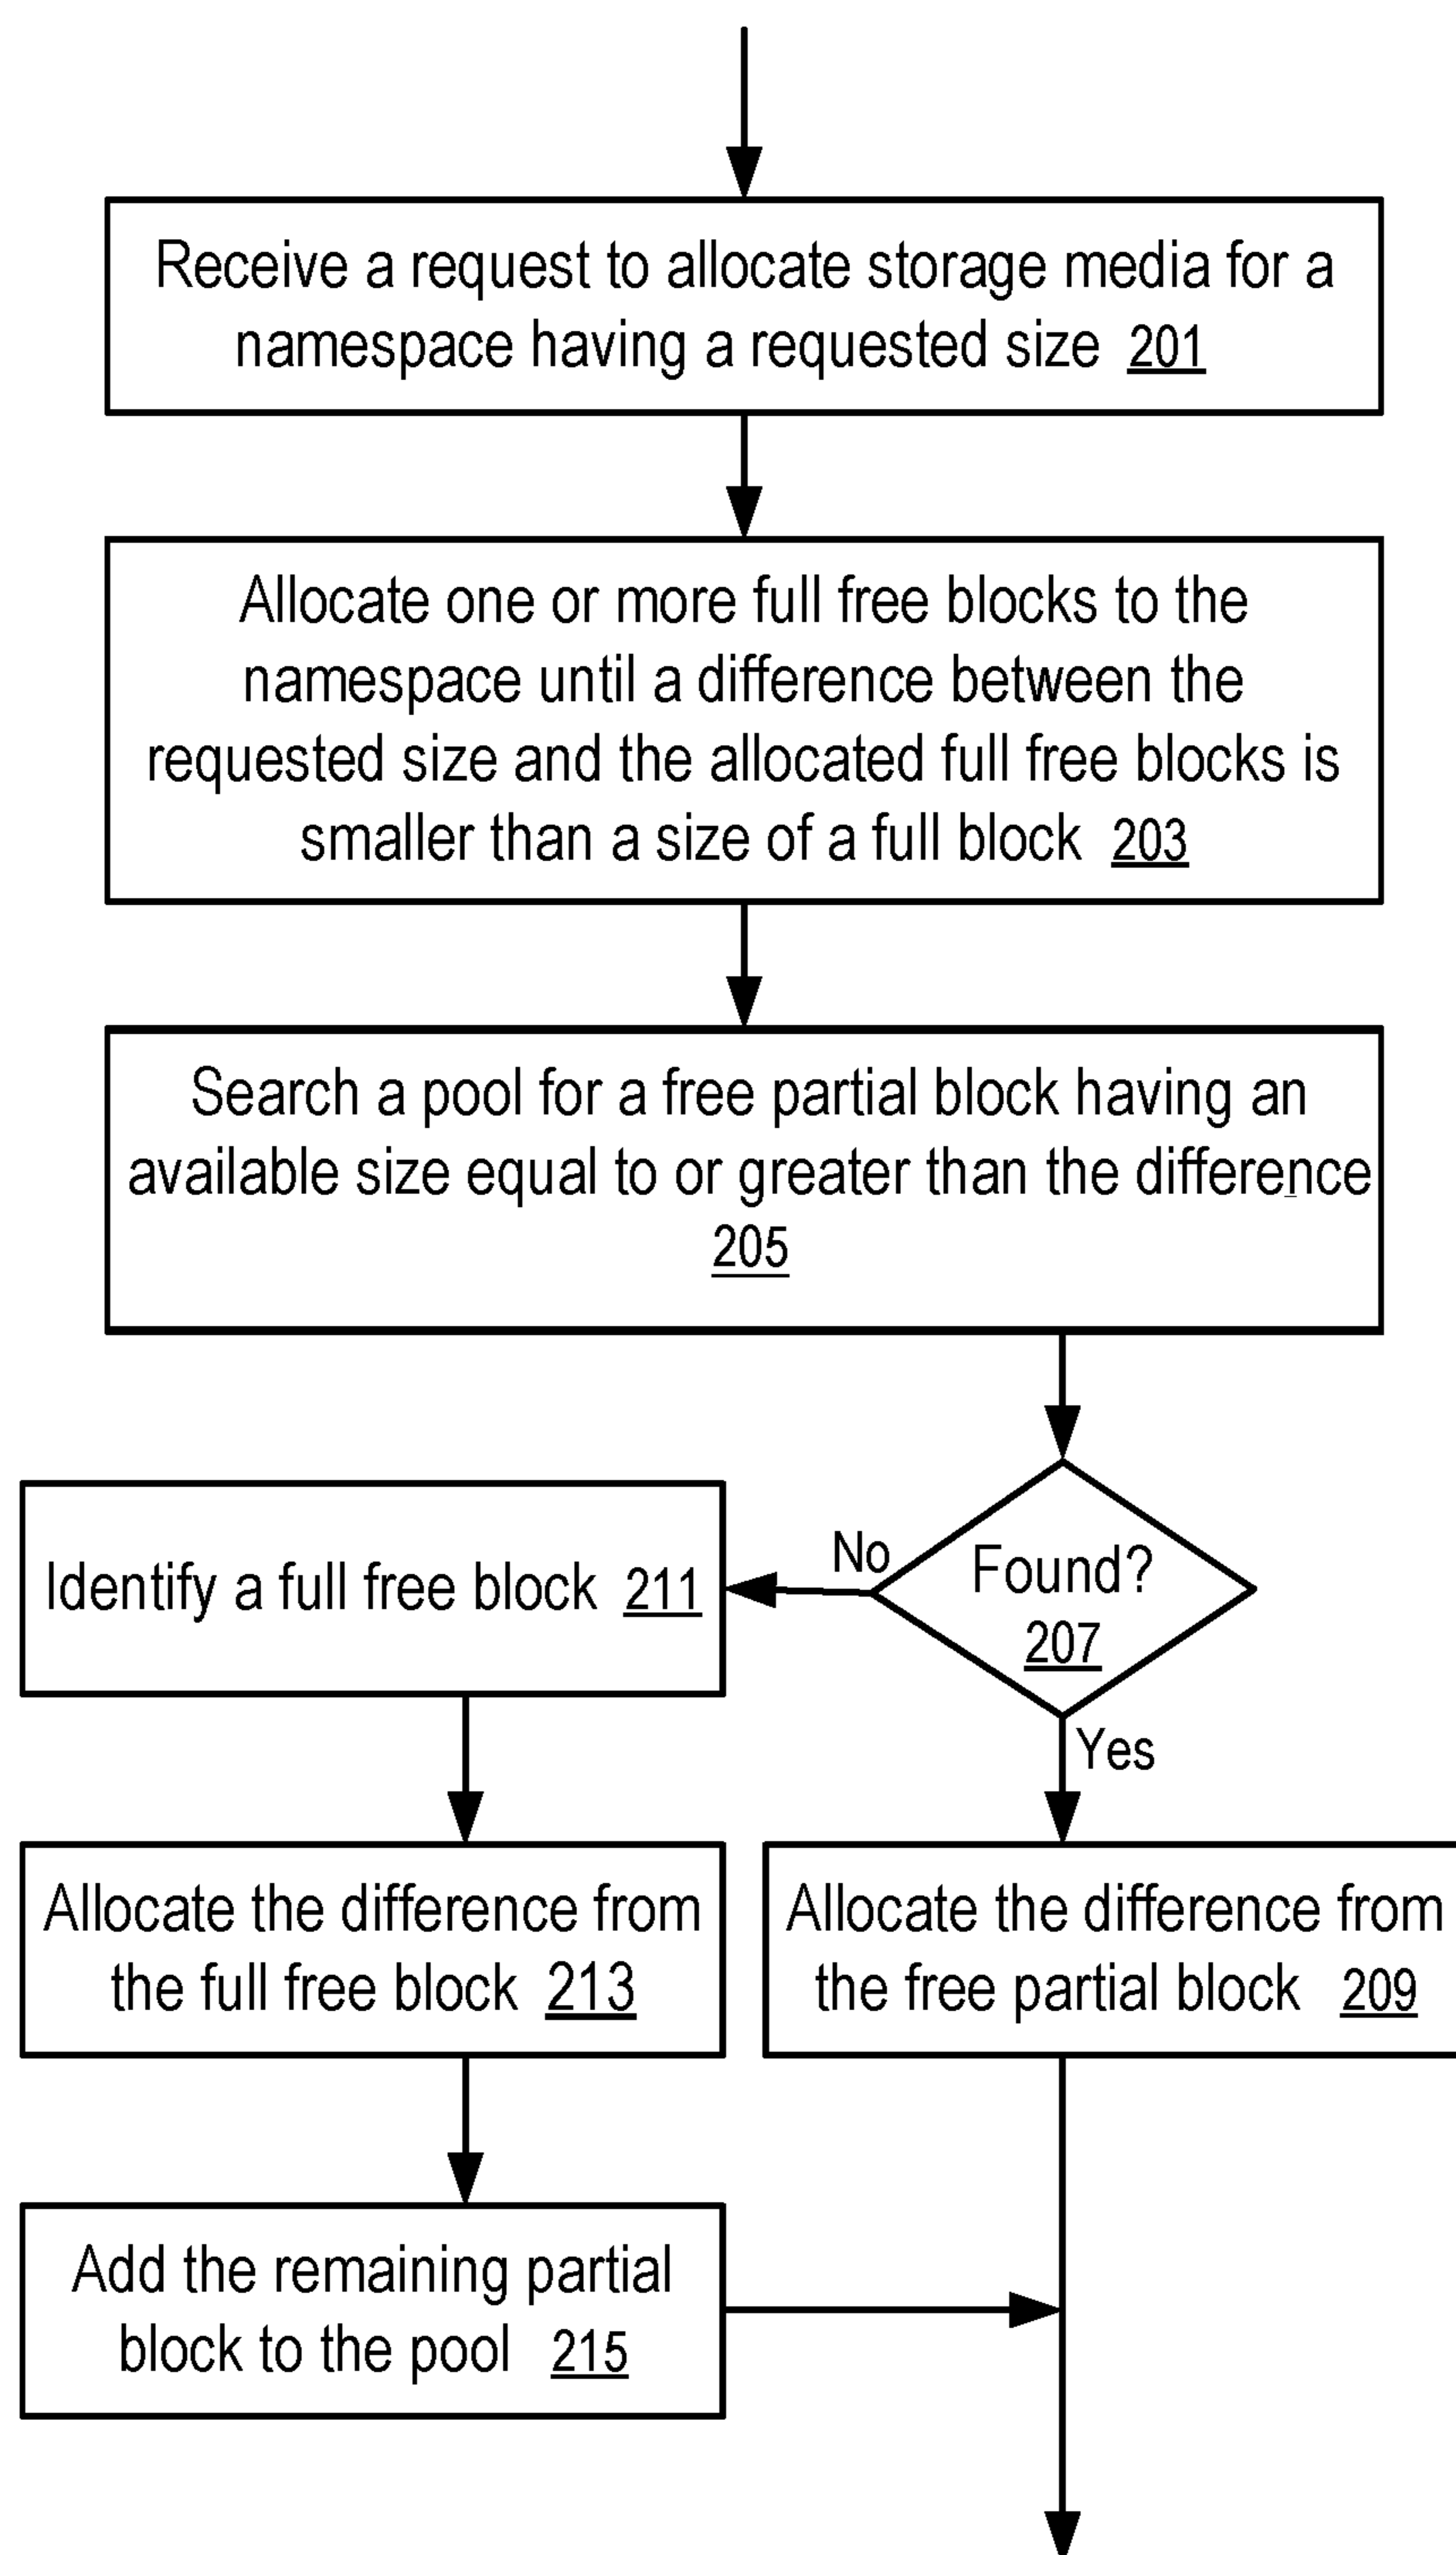 Receive a request to allocate storage media for a
namespace having a requested size 201
Allocate one or more full free blocks to the
namespace until a difference between the
requested size and the allocated full free blocks is
smaller than a size of a full block 203
Search a pool for a free partial block having an
available size equal to or greater than the difference
205
Found?
207
No
Yes
Identify a full free block 211
Allocate the difference from
the full free block 213
Allocate the difference from
the free partial block 209
Add the remaining partial
block to the pool 215